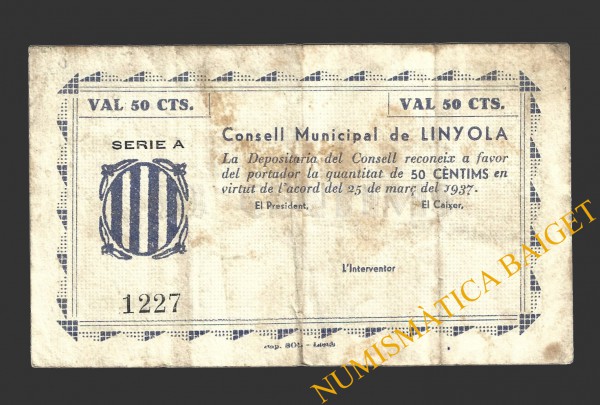 VAL 50 CTS. VAL 50 CTS.
SERIE A
Consell Municipal de LINYOLA
La Depositaria del Consell reconeix a favor
del portador la quantitat de 50 CÈNTIMS en
virtut de l'acord del 25 de març del 1937.
El President, El Caixer,
L'Interventor
1227
NUMISMÀTICA BAIGET